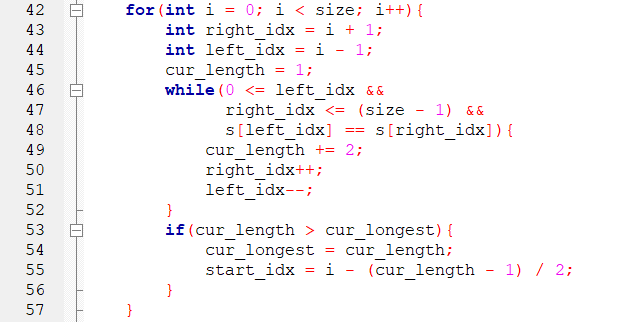 42 for(int i = 0; i < size; i++){
43 int right_idx = i + 1;
44 int left_idx = i - 1;
45 cur_length = 1;
46 while(0 <= left_idx &&
47 right_idx <= (size - 1) &&
48 s[left_idx] == s[right_idx]){
49 cur_length += 2;
50 right_idx++;
51 left_idx--;
52 }
53 if(cur_length > cur_longest){
54 cur_longest = cur_length;
55 start_idx = i - (cur_length - 1) / 2;
56 }
57 }